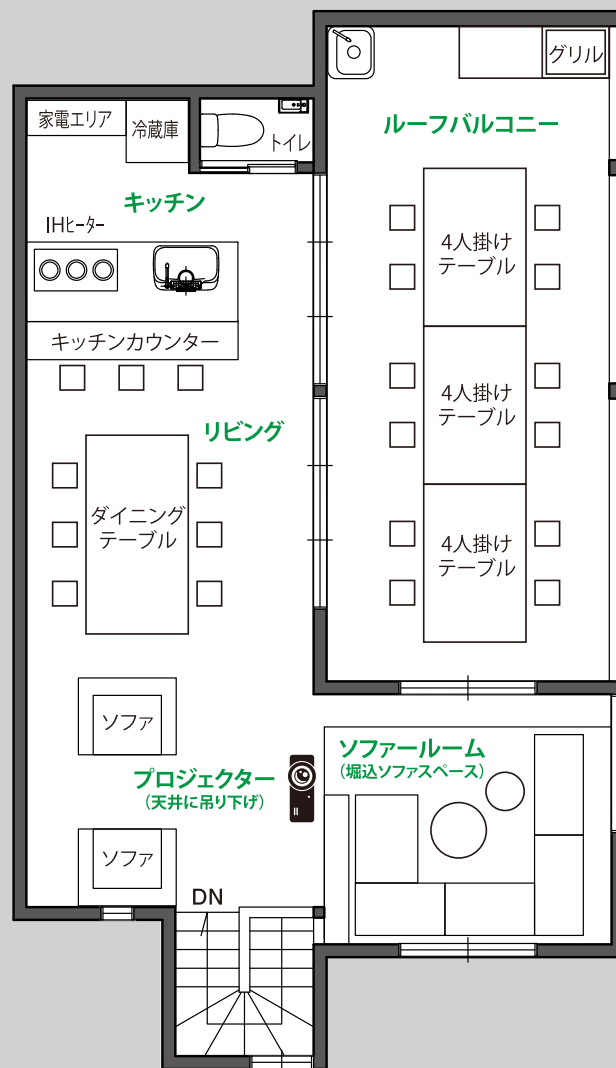 グリル
家電エリア
冷蔵庫
トイレ
ルーフバルコニー
キッチン
IHヒーター
4人掛け
テーブル
キッチンカウンター
4人掛け
テーブル
リビング
ダイニング
テーブル
4人掛け
テーブル
ソファ
ソファールーム
(堀込ソファスペース)
プロジェクター
(天井に吊り下げ)
ソファ
DN